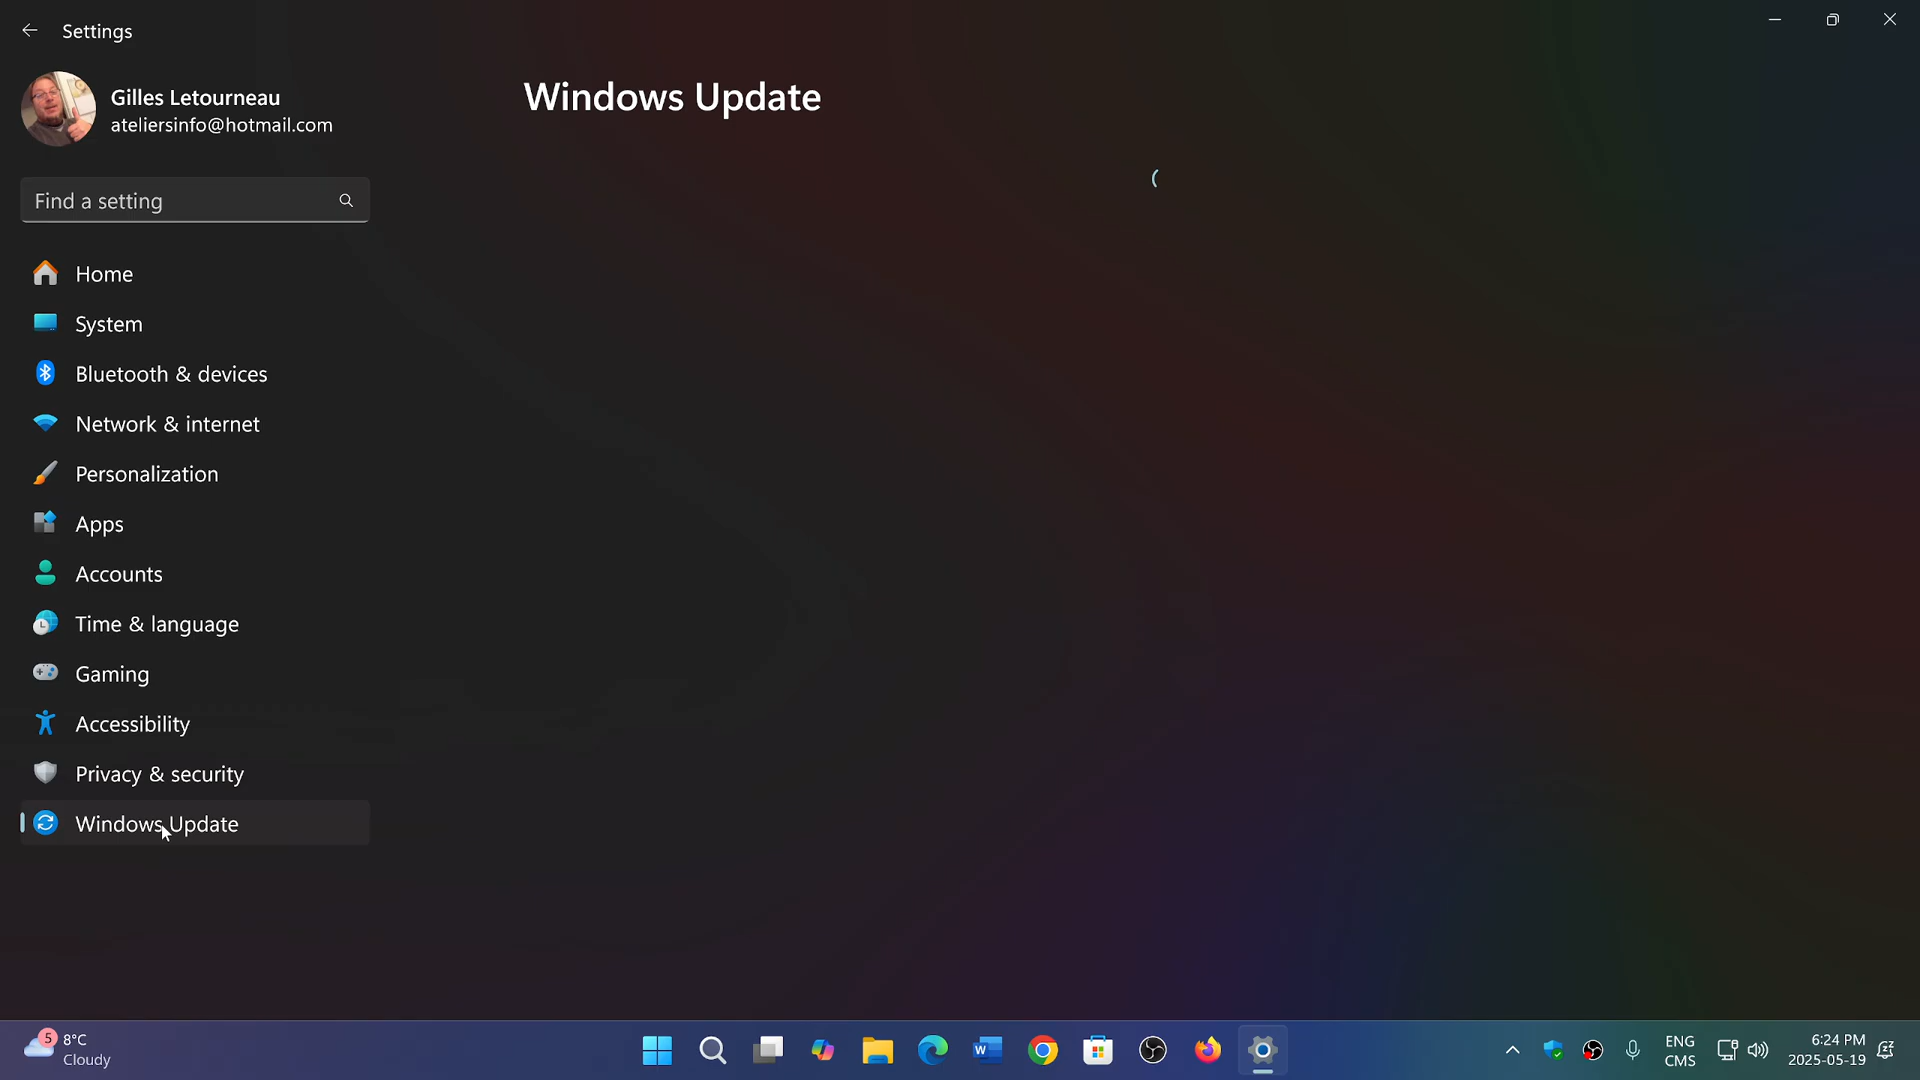 Settings
Gilles Letourneau
ateliersinfo@hotmail.com
Windows Update
Find a setting
Home
System
Bluetooth & devices
Network & internet
Personalization
Apps
Accounts
Time & language
Gaming
Accessibility
Privacy & security
Windows Update
5
8°C
Cloudy
W
ENG
CMS
6:24 PM
2025-05-19